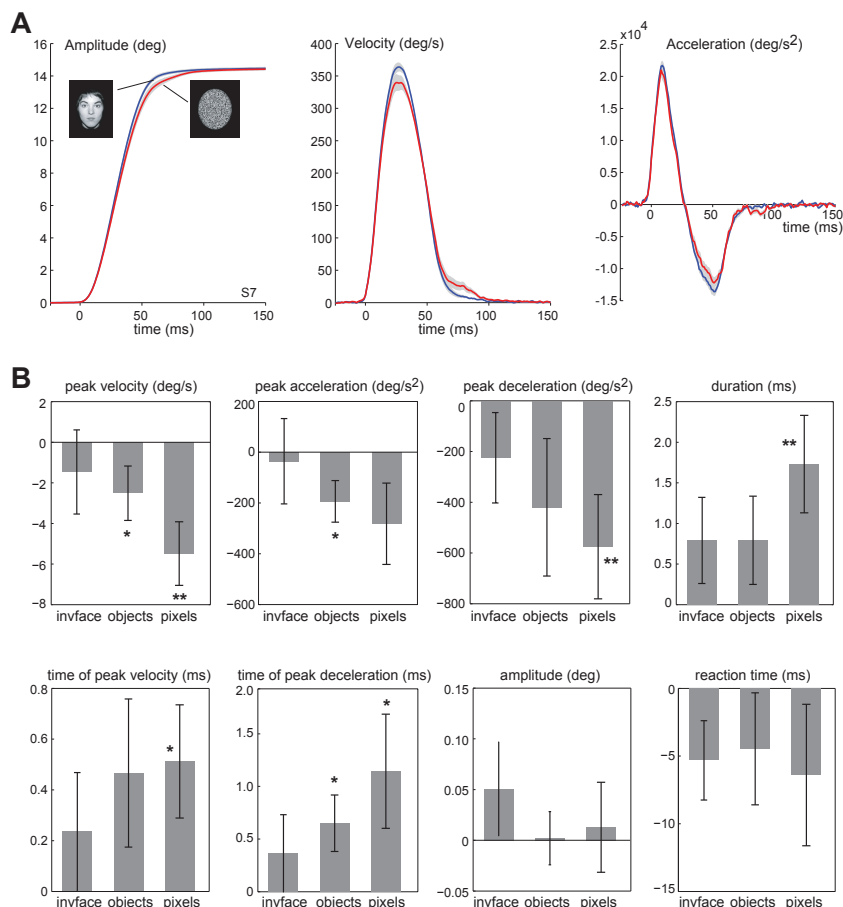 A
Amplitude (deg)
16
14
12
10
8
6
4
2
0
0 50 100 150
S7
time (ms)
Velocity (deg/s)
400
350
300
250
200
150
100
50
0
0 50 100 150
time (ms)
×10⁴
Acceleration (deg/s²)
2.5
2.0
1.5
1.0
0.5
0
-0.5
-1.0
-1.5
0 50 100 150
time (ms)
B
peak velocity (deg/s)
2
0
−2
−4
−6
−8
*
**
invface objects pixels
peak acceleration (deg/s²)
200
0
−200
−400
−600
*
invface objects pixels
peak deceleration (deg/s²)
0
−200
−400
−600
−800
**
invface objects pixels
duration (ms)
2.5
2.0
1.5
1.0
0.5
0
**
invface objects pixels
time of peak velocity (ms)
0.8
0.6
0.4
0.2
0
*
invface objects pixels
time of peak deceleration (ms)
2.0
1.5
1.0
0.5
0
*
*
invface objects pixels
amplitude (deg)
0.15
0.10
0.05
0
−0.05
invface objects pixels
reaction time (ms)
0
−5
−10
−15
invface objects pixels